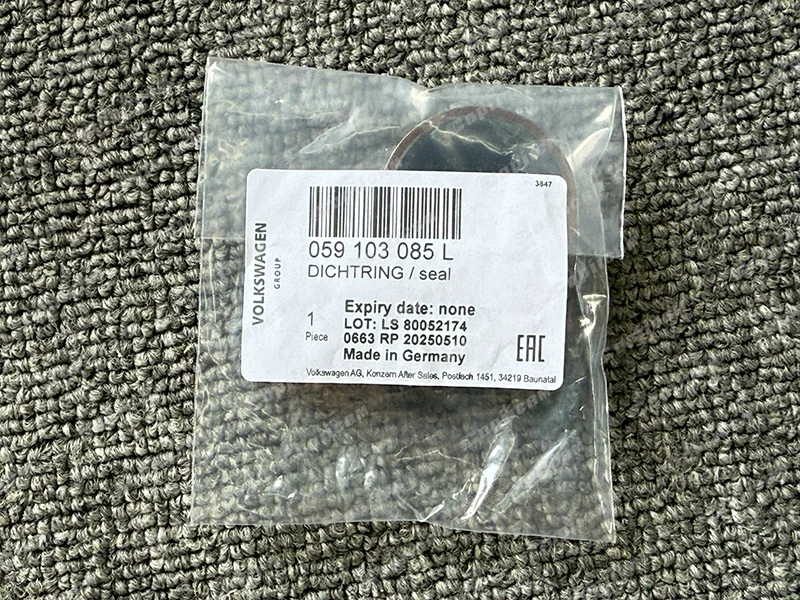 3847
VOLKSWAGEN
GROUP
059 103 085 L
DICHTRING / seal
1
Piece
Expiry date: none
LOT: LS 80052174
0663 RP 20250510
Made in Germany
EAC
Volkswagen AG, Konzern After Sales, Postfach 1451, 34219 Baunatal